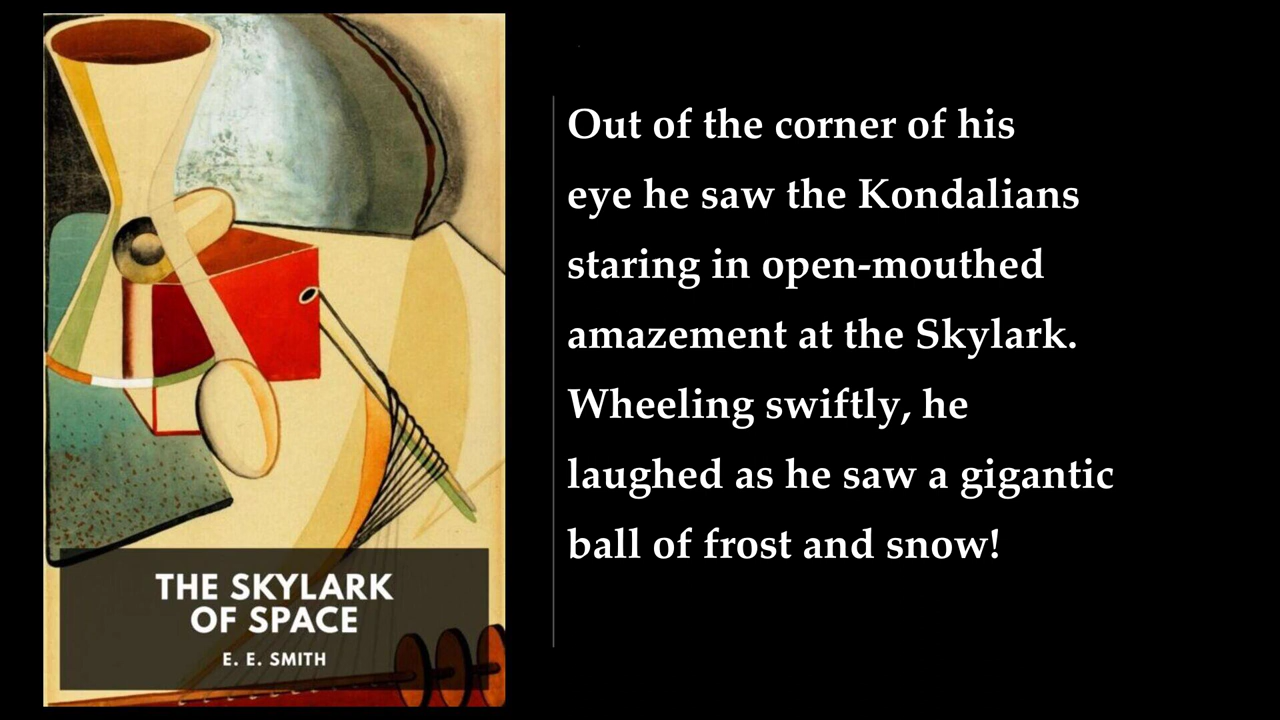 THE SKYLARK
OF SPACE
E. E. SMITH
Out of the corner of his
eye he saw the Kondalians
staring in open-mouthed
amazement at the Skylark.
Wheeling swiftly, he
laughed as he saw a gigantic
ball of frost and snow!